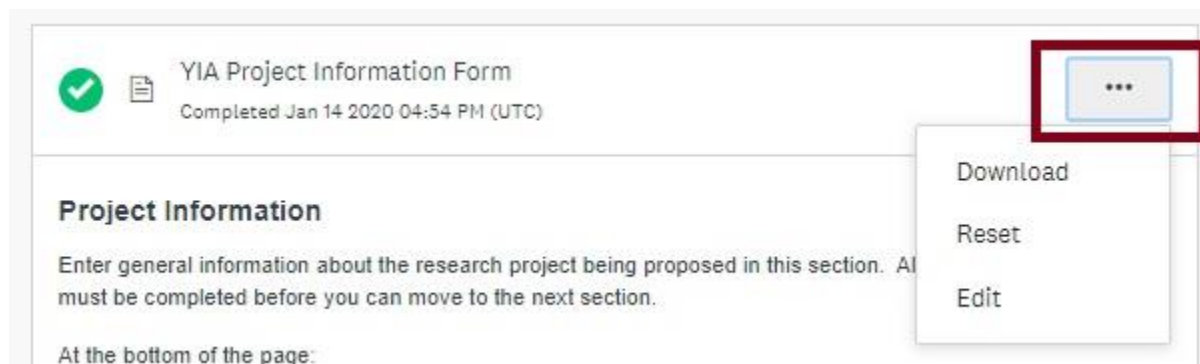 YIA Project Information Form
Completed Jan 14 2020 04:54 PM (UTC)
...
Download
Reset
Edit
Project Information
Enter general information about the research project being proposed in this section. Al
must be completed before you can move to the next section.
At the bottom of the page: